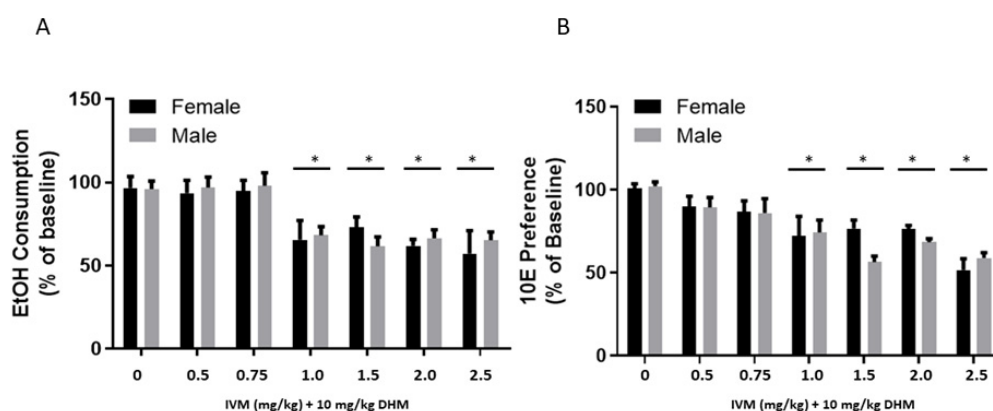 A
EtOH Consumption
(% of baseline)
150
100
50
0
Female
Male
*
*
*
*
0
0.5
0.75
1.0
1.5
2.0
2.5
IVM (mg/kg) + 10 mg/kg DHM
B
10E Preference
(% of Baseline)
150
100
50
0
Female
Male
*
*
*
*
0
0.5
0.75
1.0
1.5
2.0
2.5
IVM (mg/kg) + 10 mg/kg DHM